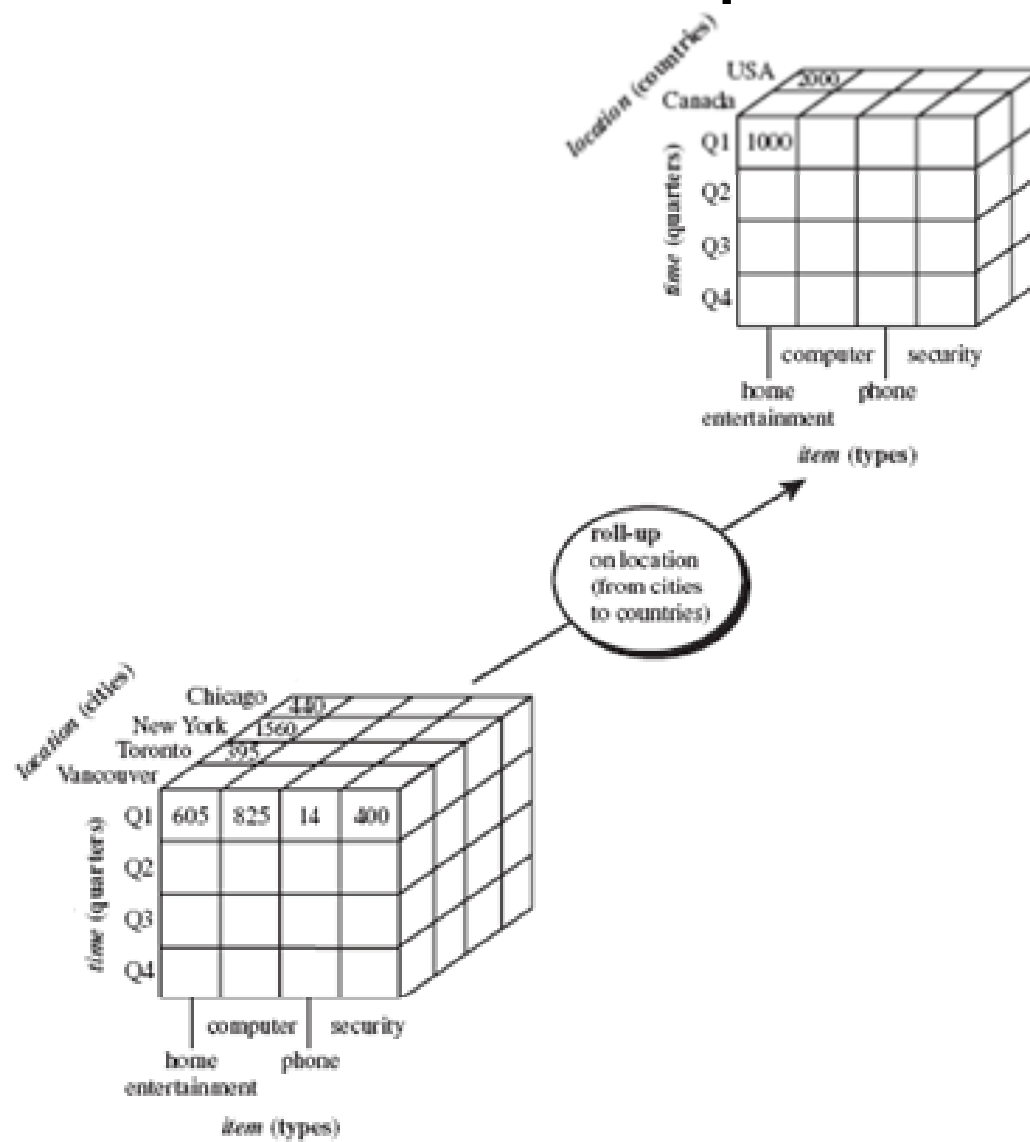 location (countries)
USA
2000
Canada
time (quarters)
Q1
1000
Q2
Q3
Q4
computer
security
home
phone
entertainment
item (types)
roll-up
on location
(from cities
to countries)
location (cities)
Chicago
440
New York
1560
Toronto
395
Vancouver
time (quarters)
Q1
605
825
14
400
Q2
Q3
Q4
computer
security
home
phone
entertainment
item (types)